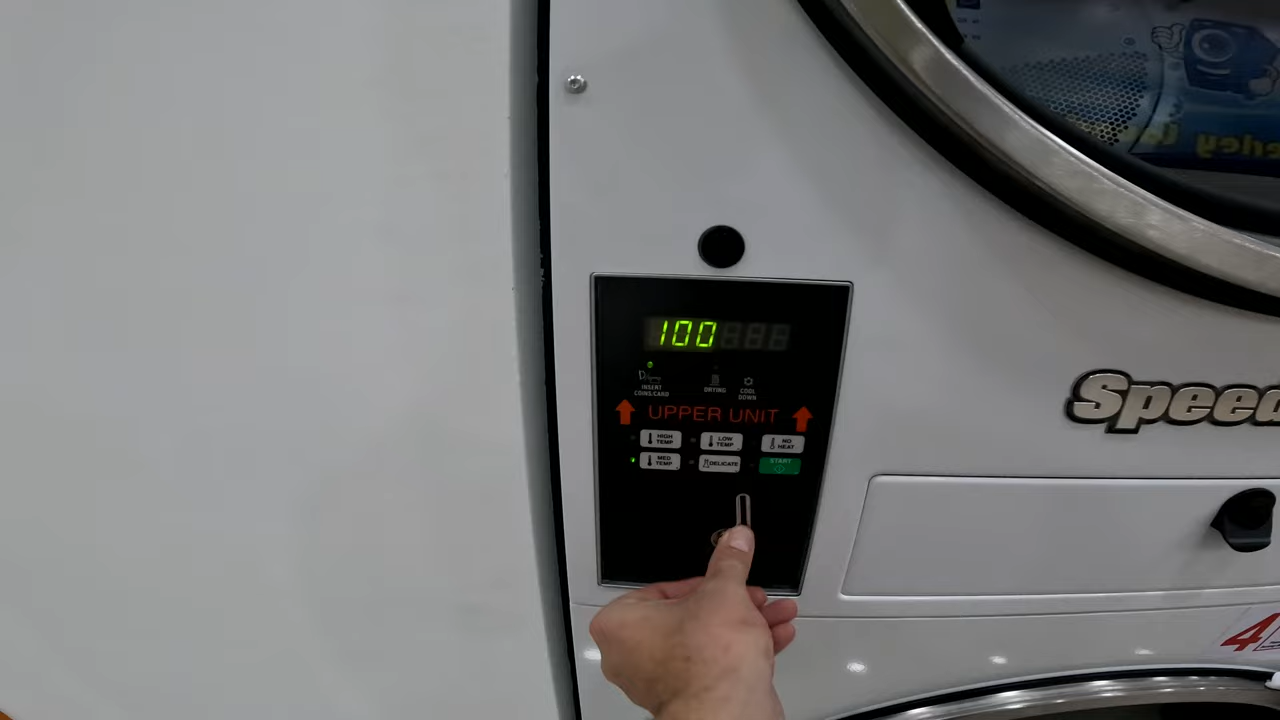 100
INSERT
COINS/CARD
DRYING
COOL
DOWN
UPPER UNIT
HIGH
TEMP
LOW
TEMP
NO
HEAT
MED
TEMP
DELICATE
START
Speed
4